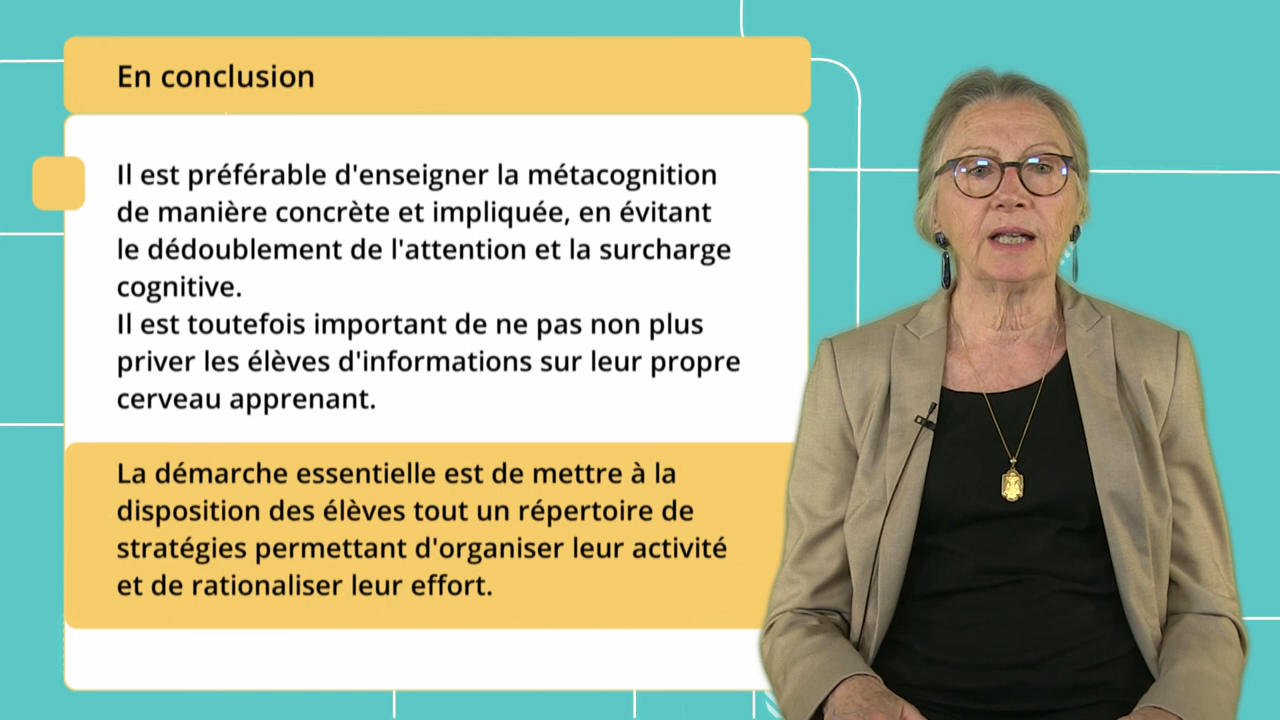 En conclusion
Il est préférable d'enseigner la métacognition
de manière concrète et impliquée, en évitant
le dédoublement de l'attention et la surcharge
cognitive.
Il est toutefois important de ne pas non plus
priver les élèves d'informations sur leur propre
cerveau apprenant.
La démarche essentielle est de mettre à la
disposition des élèves tout un répertoire de
stratégies permettant d'organiser leur activité
et de rationaliser leur effort.